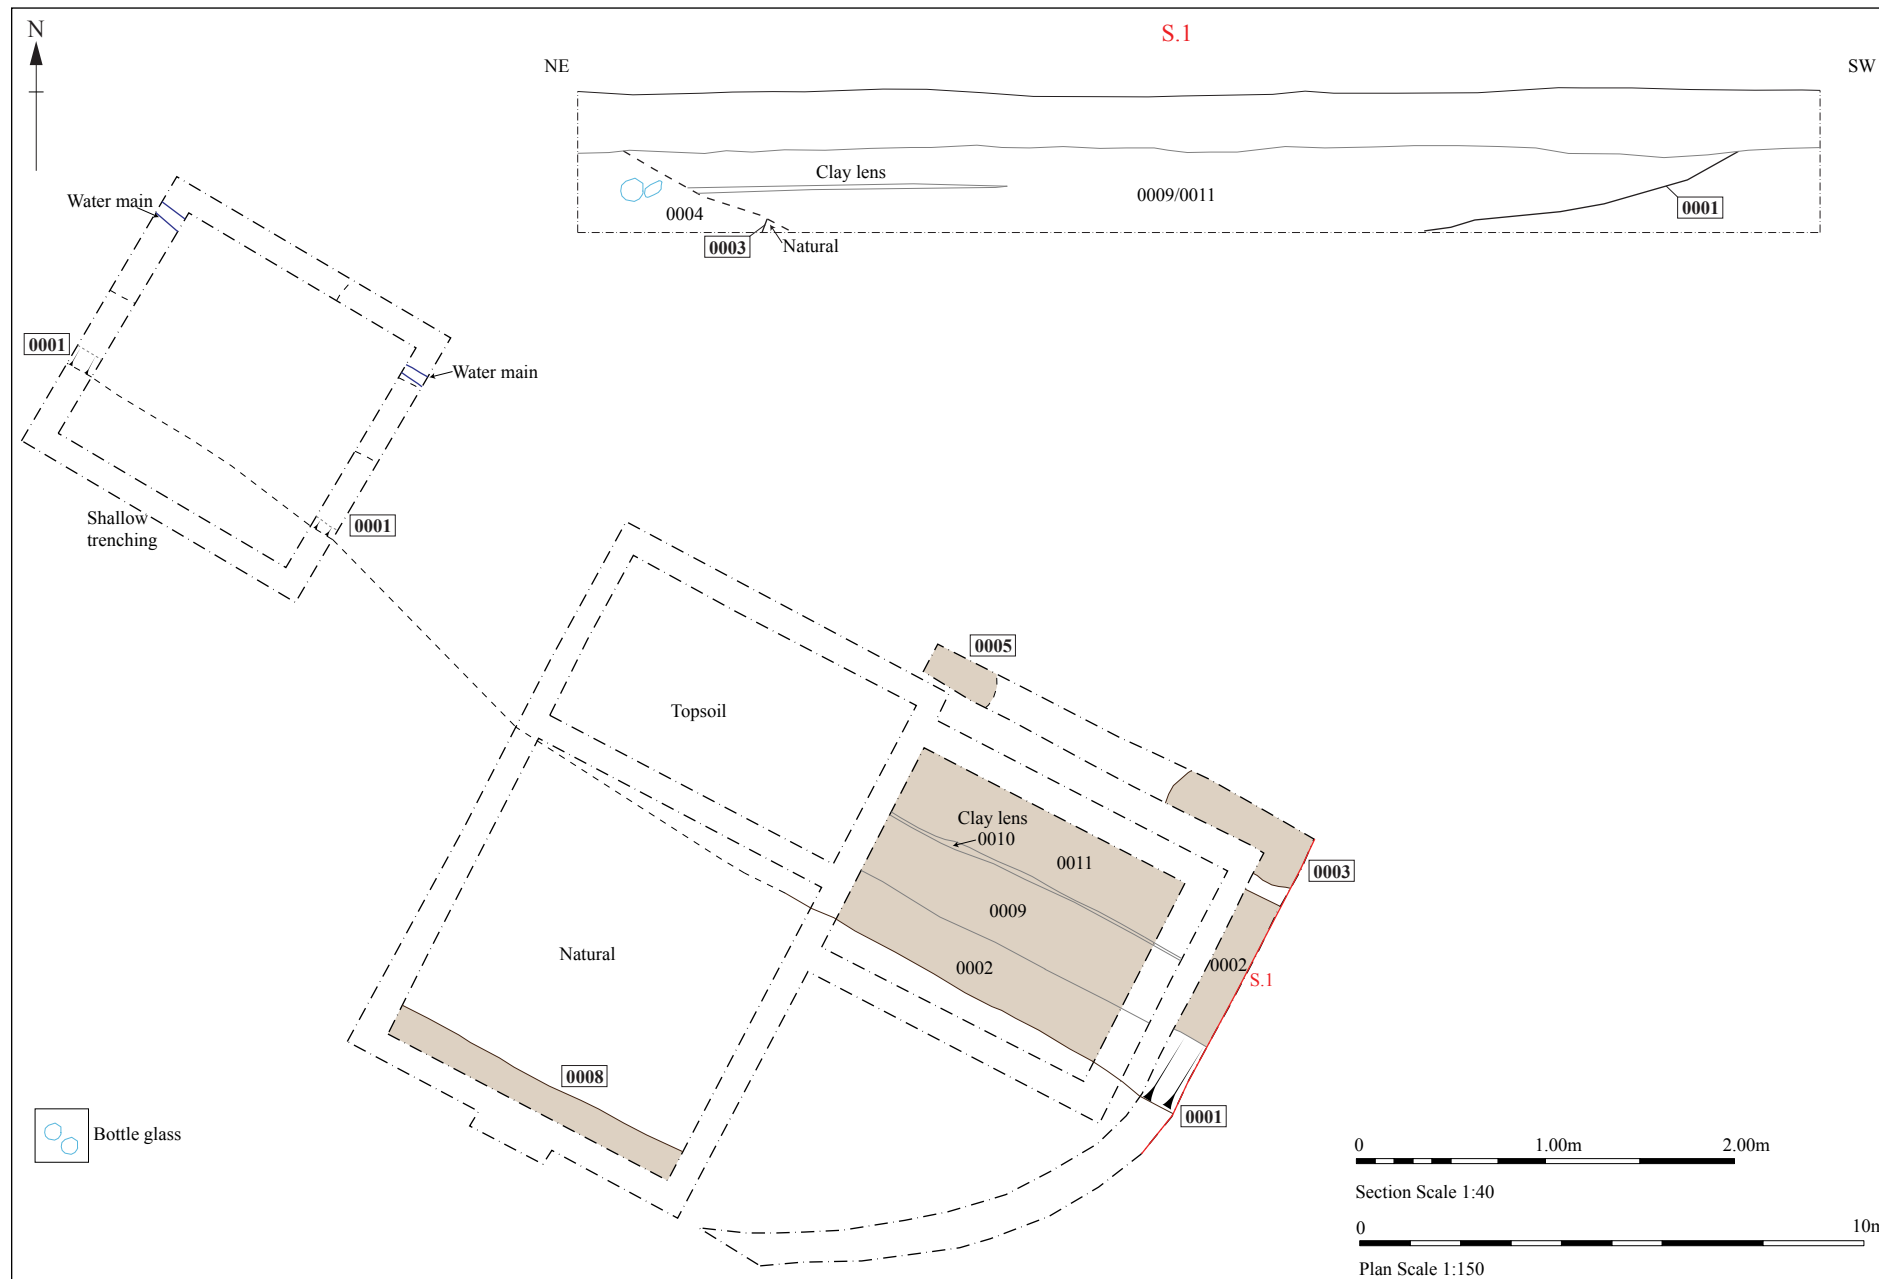 N
S.1
NE
SW
Clay lens
0009/0011
0004
0001
0003
Natural
Water main
0001
Water main
Shallow
trenching
0001
0005
Topsoil
Clay lens
0010
0011
0003
0009
Natural
0002
0002
S.1
0008
0001
Bottle glass
0 1.00m 2.00m
Section Scale 1:40
0 10m
Plan Scale 1:150